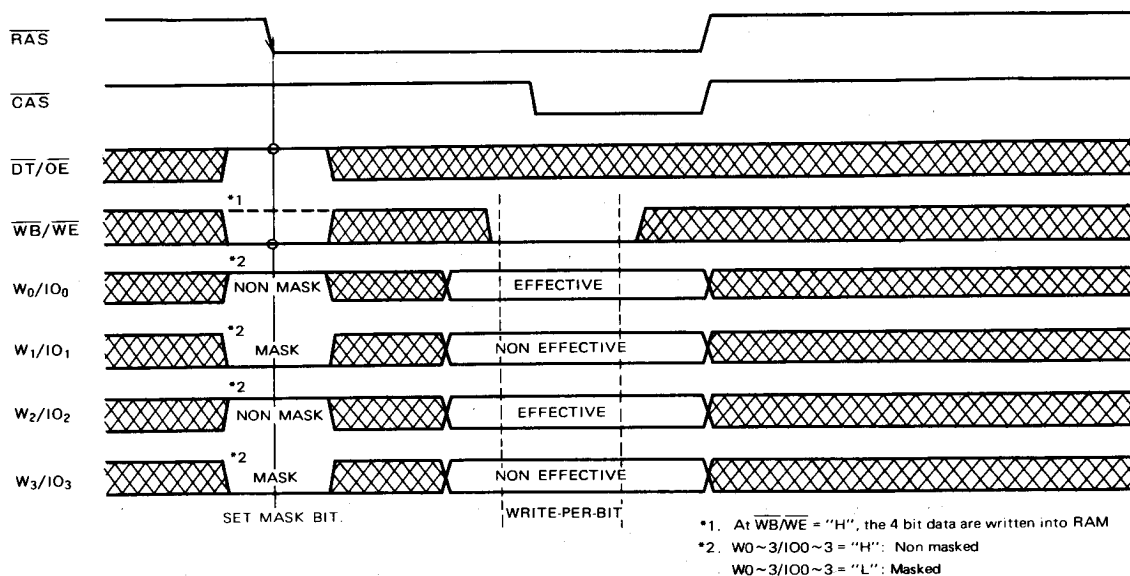 RAS
CAS
DT/OE
*1
WB/WE
*2
W0/IO0 NON MASK EFFECTIVE
*2
W1/IO1 MASK NON EFFECTIVE
*2
W2/IO2 NON MASK EFFECTIVE
*2
W3/IO3 MASK NON EFFECTIVE
SET MASK BIT. WRITE-PER-BIT
*1. At WB/WE = "H", the 4 bit data are written into RAM
*2. W0~3/IO0~3 = "H": Non masked
W0~3/IO0~3 = "L": Masked